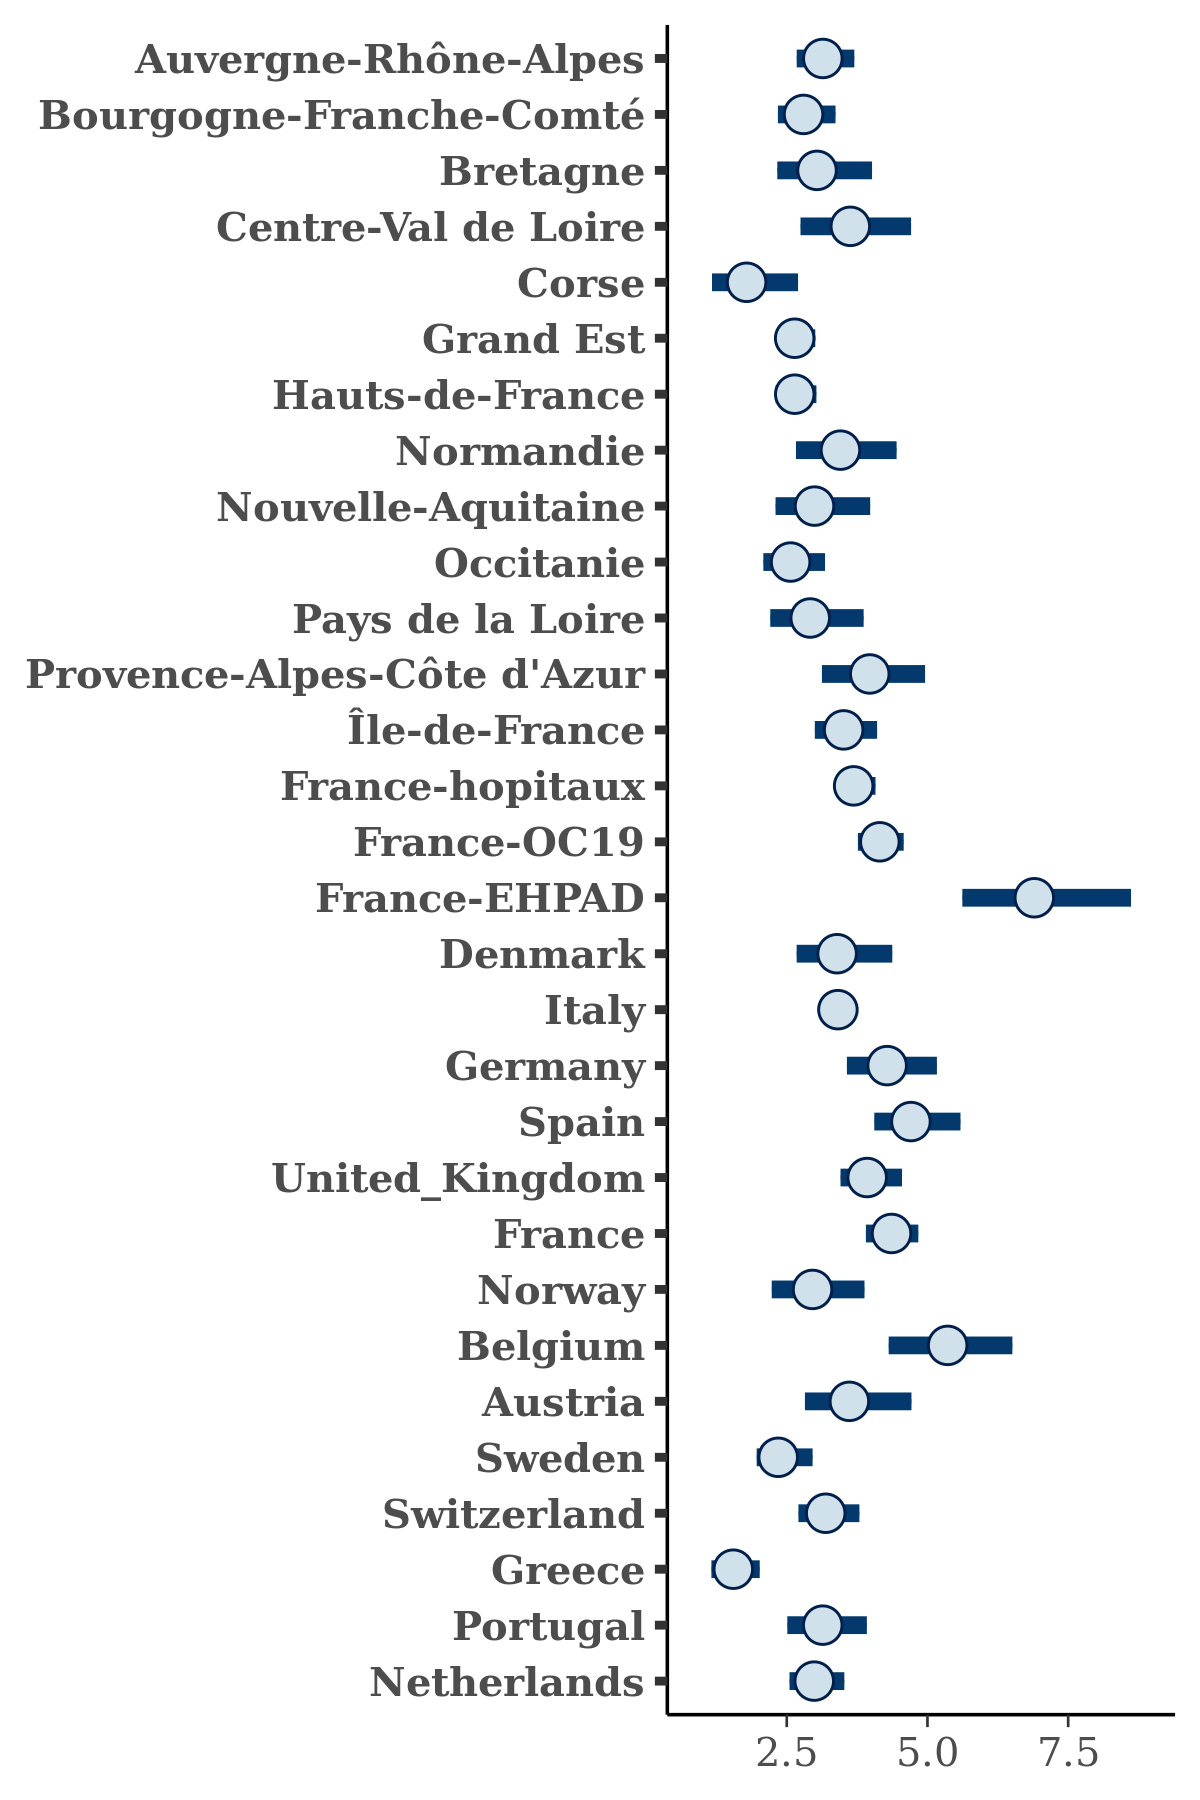 Auvergne-Rhône-Alpes
Bourgogne-Franche-Comté
Bretagne
Centre-Val de Loire
Corse
Grand Est
Hauts-de-France
Normandie
Nouvelle-Aquitaine
Occitanie
Pays de la Loire
Provence-Alpes-Côte d'Azur
Île-de-France
France-hopitaux
France-OC19
France-EHPAD
Denmark
Italy
Germany
Spain
United_Kingdom
France
Norway
Belgium
Austria
Sweden
Switzerland
Greece
Portugal
Netherlands
2.5 5.0 7.5